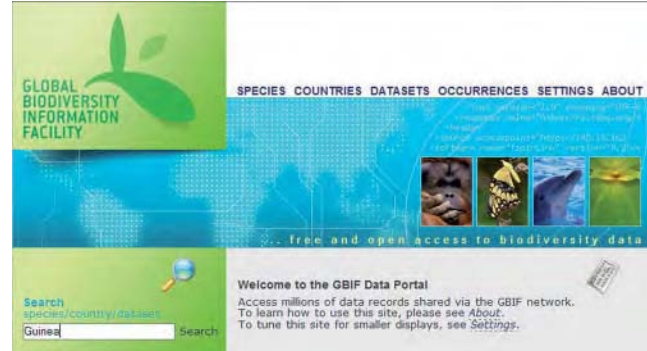 GLOBAL
BIODIVERSITY
INFORMATION
FACILITY
SPECIES COUNTRIES DATASETS OCCURRENCES SETTINGS ABOUT
... free and open access to biodiversity data
Search
species/country/datasets
Guinea
Search
Welcome to the GBIF Data Portal
Access millions of data records shared via the GBIF network.
To learn how to use this site, please see About.
To tune this site for smaller displays, see Settings.